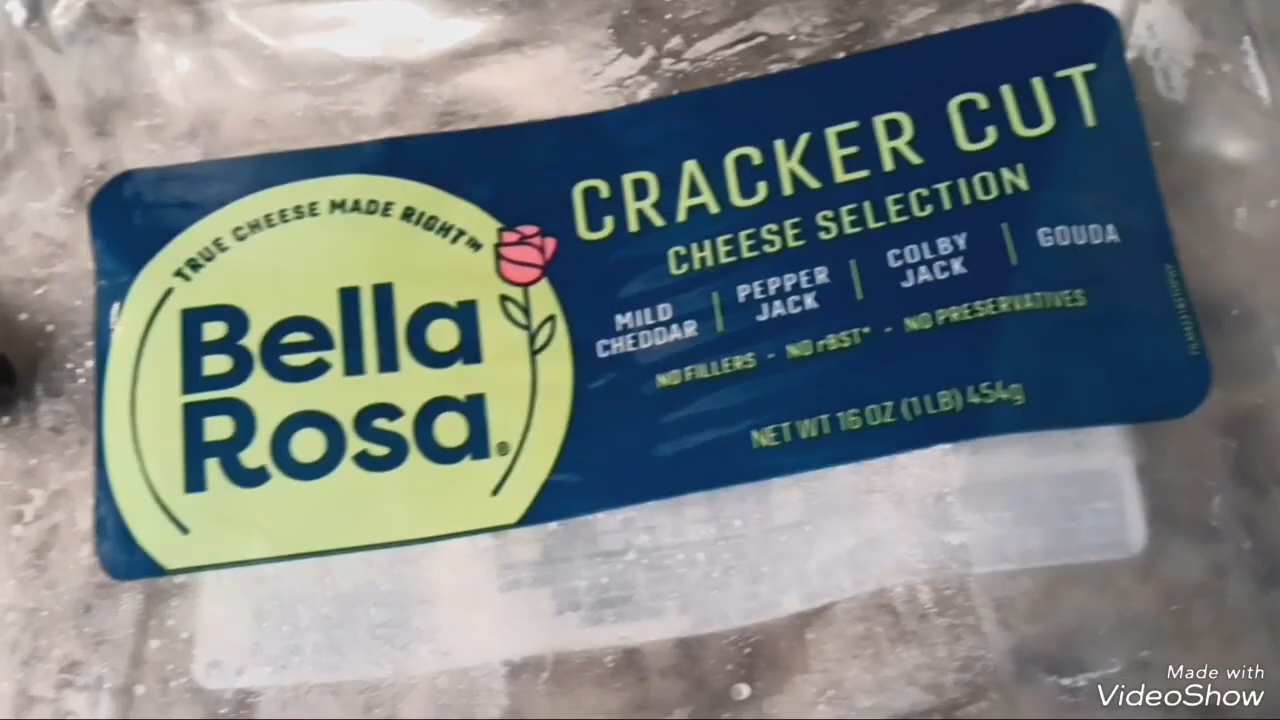 TRUE CHEESE MADE RIGHT™
Bella
Rosa®
CRACKER CUT
CHEESE SELECTION
MILD CHEDDAR | PEPPER JACK | COLBY JACK | GOUDA
NO FILLERS - NO rBST* - NO PRESERVATIVES
NET WT 16 OZ (1 LB) 454g
Made with
VideoShow